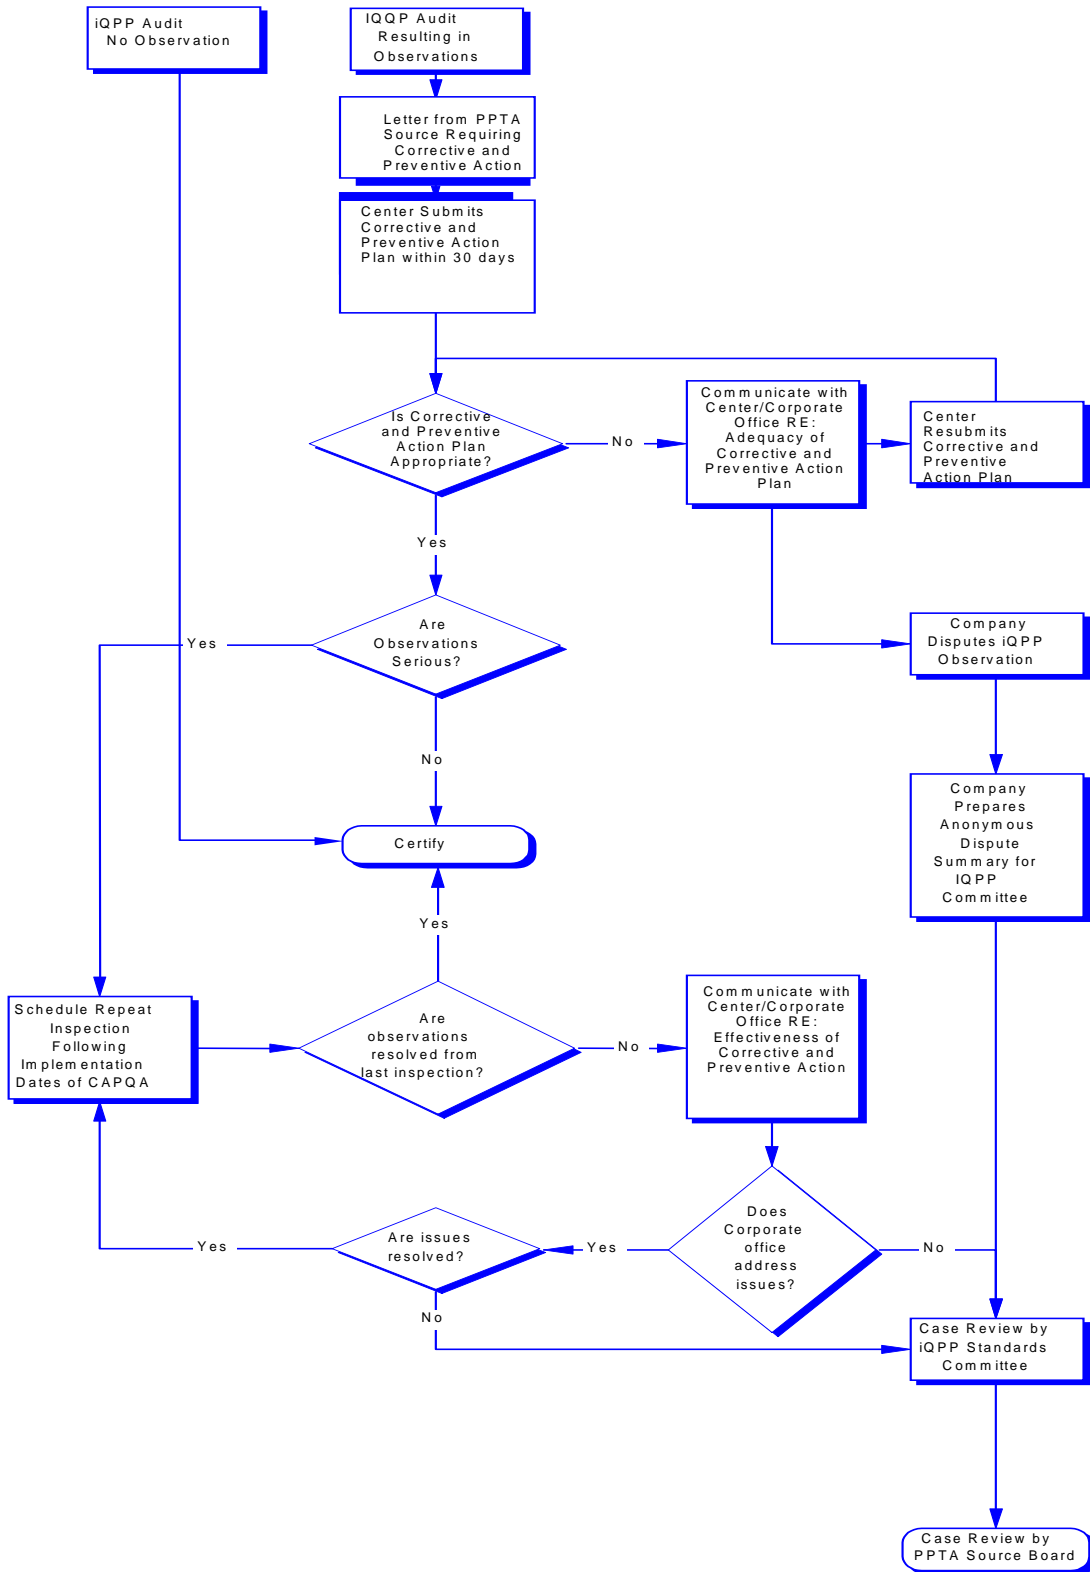 iQPP Audit
No Observation
IQQP Audit
Resulting in
Observations
Letter from PPTA
Source Requiring
Corrective and
Preventive Action
Center Submits
Corrective and
Preventive Action
Plan within 30 days
Is Corrective
and Preventive
Action Plan
Appropriate?
No
Communicate with
Center/Corporate
Office RE:
Adequacy of
Corrective and
Preventive Action
Plan
Center
Resubmits
Corrective and
Preventive
Action Plan
Yes
Are
Observations
Serious?
Yes
Company
Disputes iQPP
Observation
No
Certify
Company
Prepares
Anonymous
Dispute
Summary for
IQPP
Committee
Yes
Schedule Repeat
Inspection
Following
Implementation
Dates of CAPQA
Are
observations
resolved from
last inspection?
No
Communicate with
Center/Corporate
Office RE:
Effectiveness of
Corrective and
Preventive Action
Does
Corporate
office
address
issues?
Yes
Are issues
resolved?
Yes
No
No
Case Review by
iQPP Standards
Committee
Case Review by
PPTA Source Board